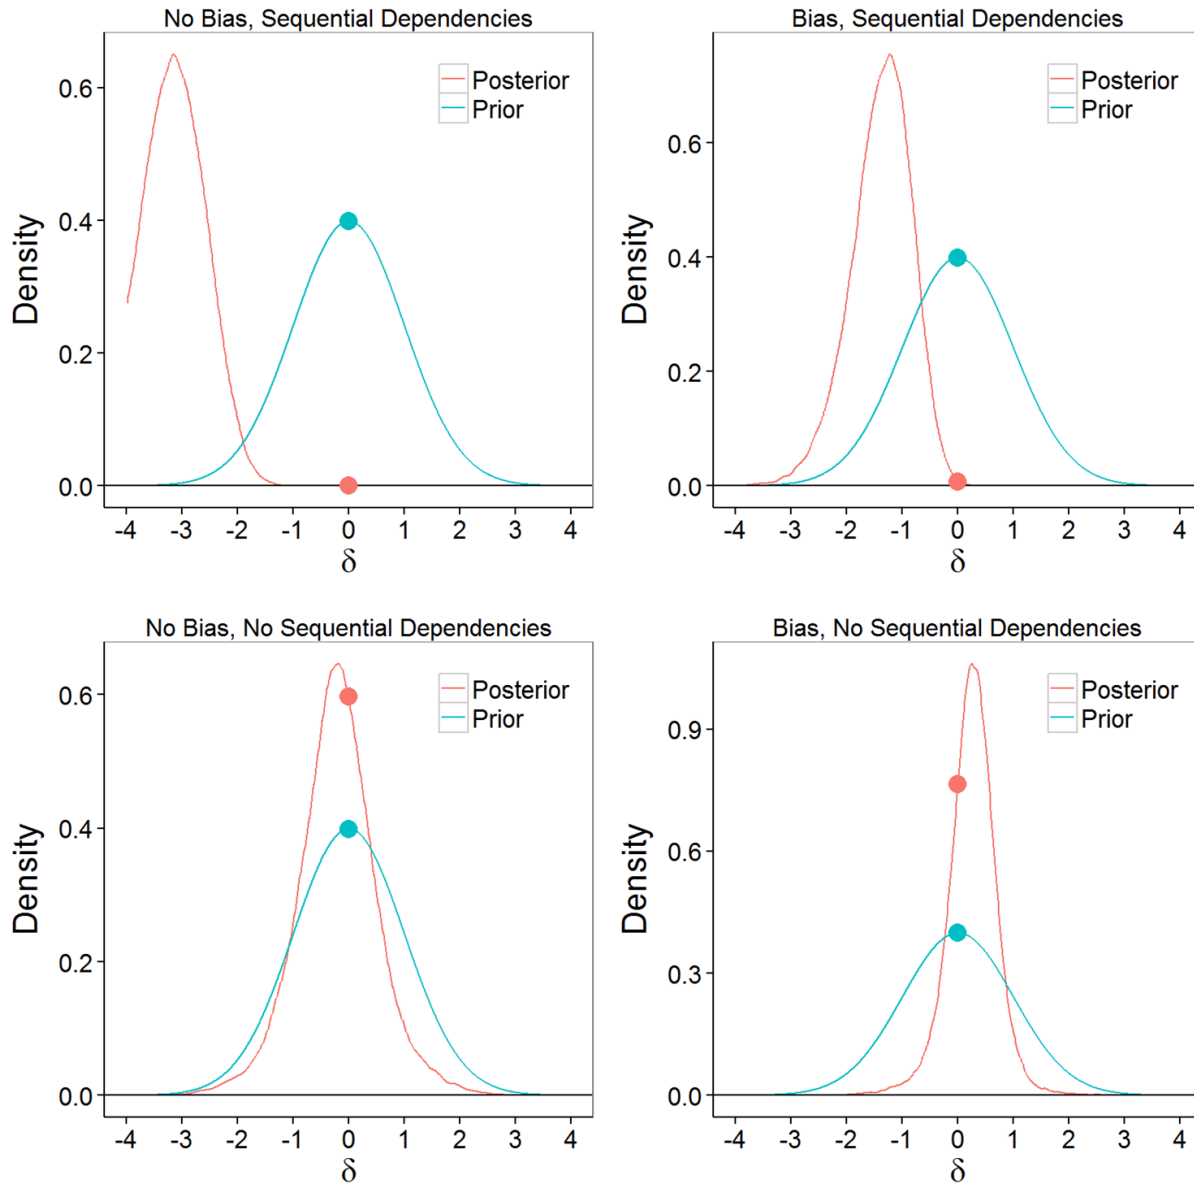 No Bias, Sequential Dependencies
Density
0.6
0.4
0.2
0.0
Posterior
Prior
-4 -3 -2 -1 0 1 2 3 4
δ
Bias, Sequential Dependencies
Density
0.6
0.4
0.2
0.0
Posterior
Prior
-4 -3 -2 -1 0 1 2 3 4
δ
No Bias, No Sequential Dependencies
Density
0.6
0.4
0.2
0.0
Posterior
Prior
-4 -3 -2 -1 0 1 2 3 4
δ
Bias, No Sequential Dependencies
Density
0.9
0.6
0.3
0.0
Posterior
Prior
-4 -3 -2 -1 0 1 2 3 4
δ